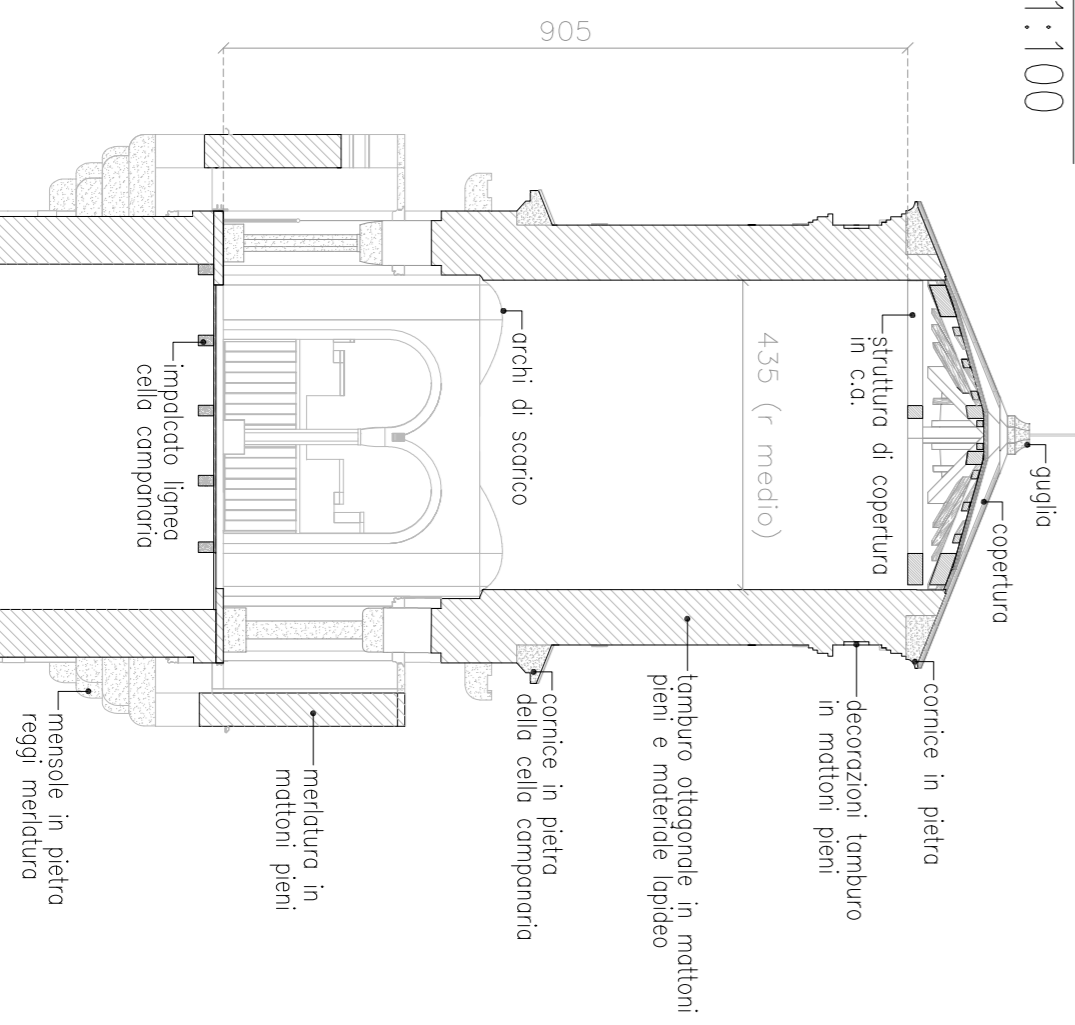 1:100
905
guglia
copertura
struttura di copertura
in c.a.
435 (r medio)
archi di scarico
impalcato lignea
cella campanaria
cornice in pietra
decorazioni tamburo
in mattoni pieni
tamburo ottagonale in mattoni
pieni e materiale lapideo
cornice in pietra
della cella campanaria
merlatura in
mattoni pieni
mensole in pietra
reggi merlatura